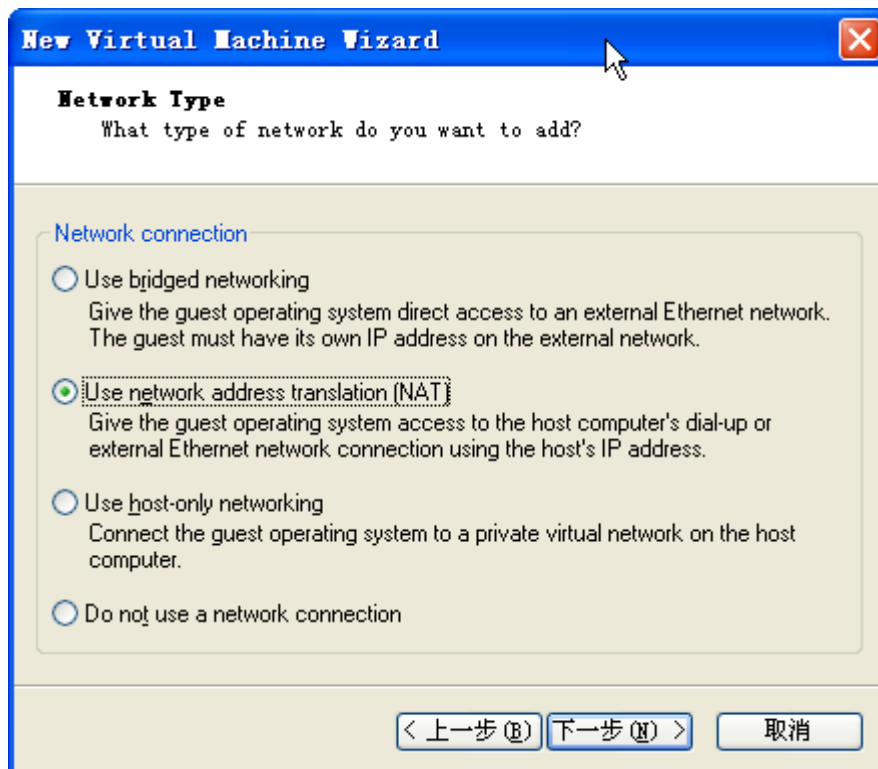 New Virtual Machine Wizard
Network Type
What type of network do you want to add?
Network connection
Use bridged networking
Give the guest operating system direct access to an external Ethernet network.
The guest must have its own IP address on the external network.
Use network address translation (NAT)
Give the guest operating system access to the host computer's dial-up or
external Ethernet network connection using the host's IP address.
Use host-only networking
Connect the guest operating system to a private virtual network on the host
computer.
Do not use a network connection
< 上一步(B) 下一步(N) > 取消